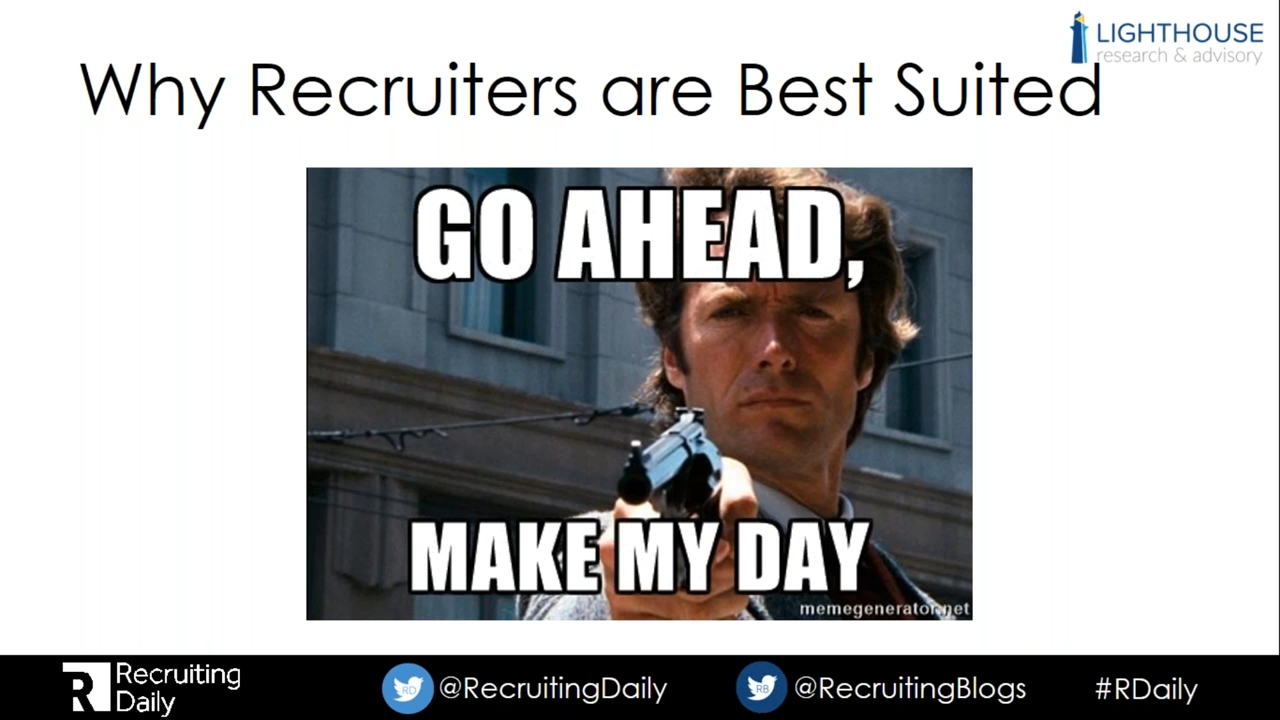 LIGHTHOUSE
research & advisory
Why Recruiters are Best Suited
GO AHEAD,
MAKE MY DAY
memegenerator.net
R
Recruiting
Daily
RD
@RecruitingDaily
RB
@RecruitingBlogs
#RDaily